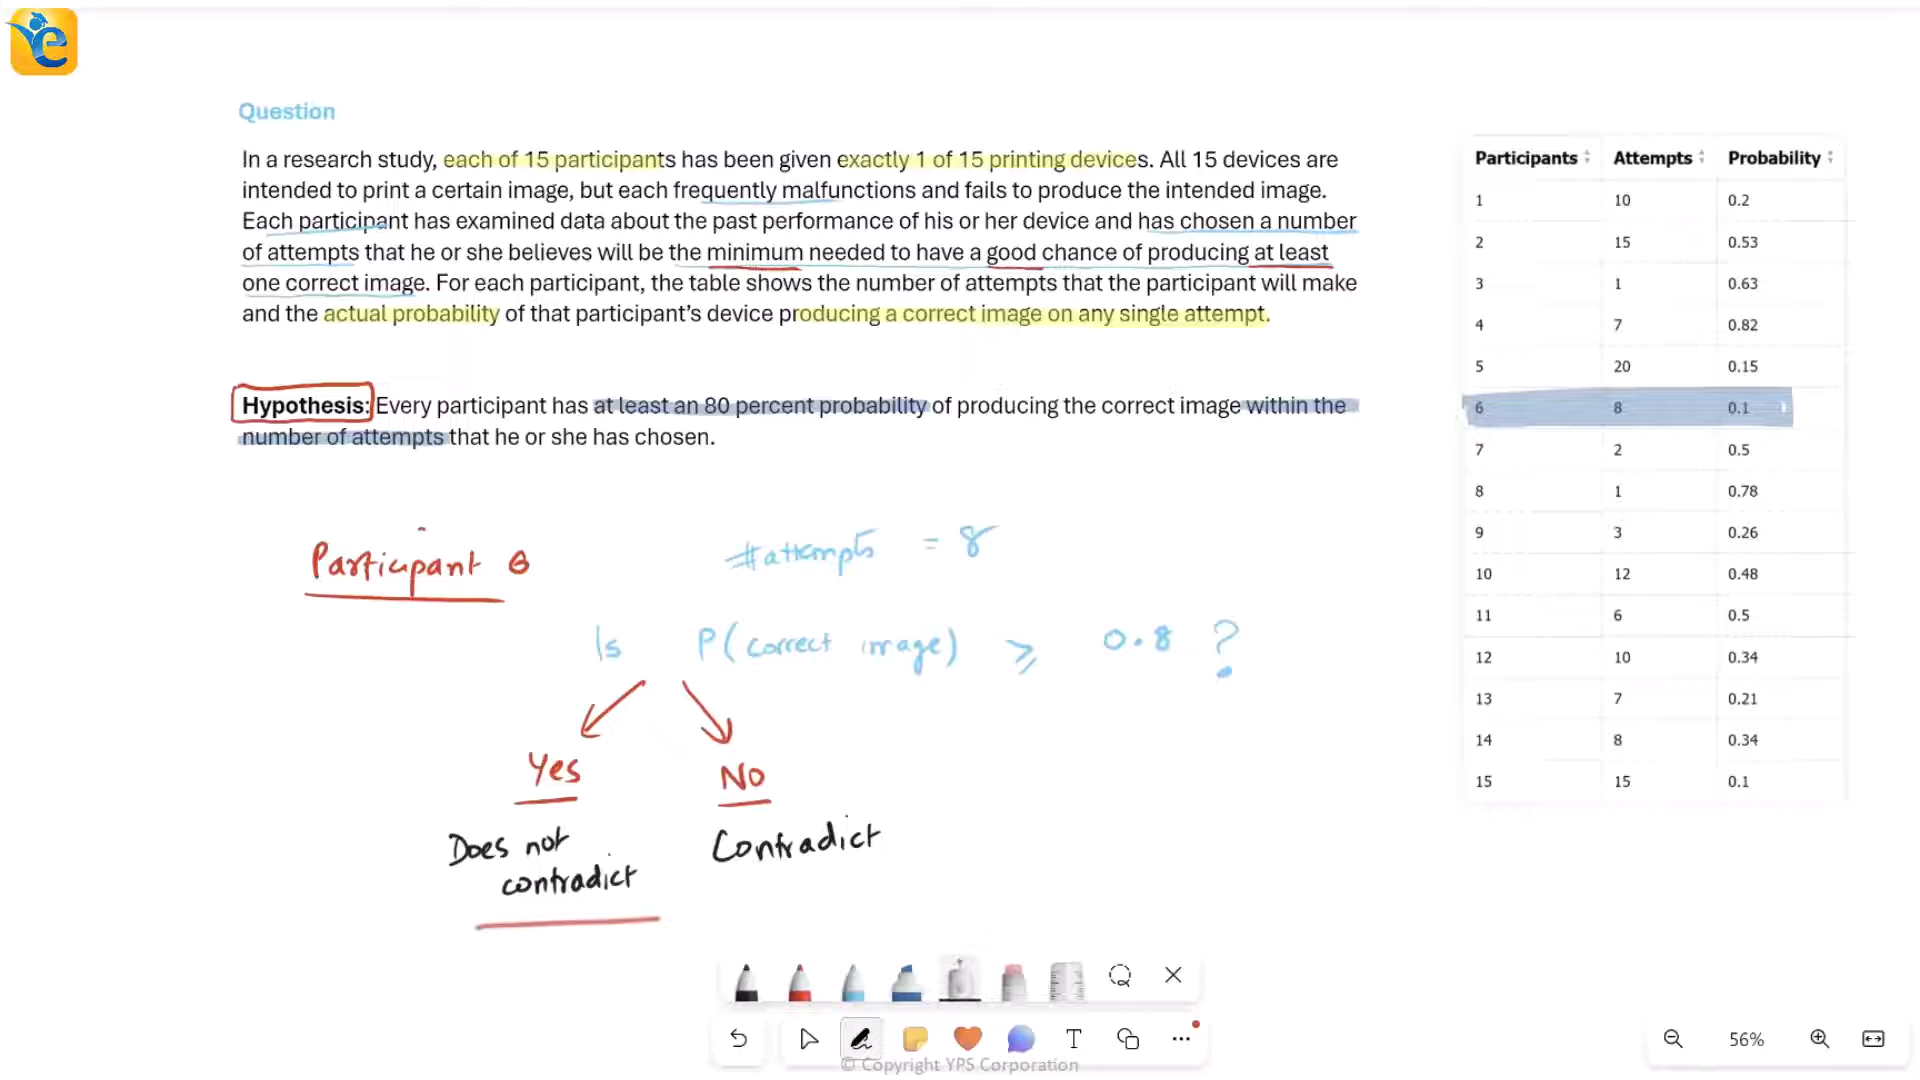 Question
In a research study, each of 15 participants has been given exactly 1 of 15 printing devices. All 15 devices are
intended to print a certain image, but each frequently malfunctions and fails to produce the intended image.
Each participant has examined data about the past performance of his or her device and has chosen a number
of attempts that he or she believes will be the minimum needed to have a good chance of producing at least
one correct image. For each participant, the table shows the number of attempts that the participant will make
and the actual probability of that participant's device producing a correct image on any single attempt.
Hypothesis: Every participant has at least an 80 percent probability of producing the correct image within the
number of attempts that he or she has chosen.
Participant 6
#attempts = 8
Is P(correct image) ≥ 0.8 ?
Yes No
Does not Contradict
contradict
Participants Attempts Probability
1 10 0.2
2 15 0.53
3 1 0.63
4 7 0.82
5 20 0.15
6 8 0.1
7 2 0.5
8 1 0.78
9 3 0.26
10 12 0.48
11 6 0.5
12 10 0.34
13 7 0.21
14 8 0.34
15 15 0.1
56%
© Copyright YPS Corporation